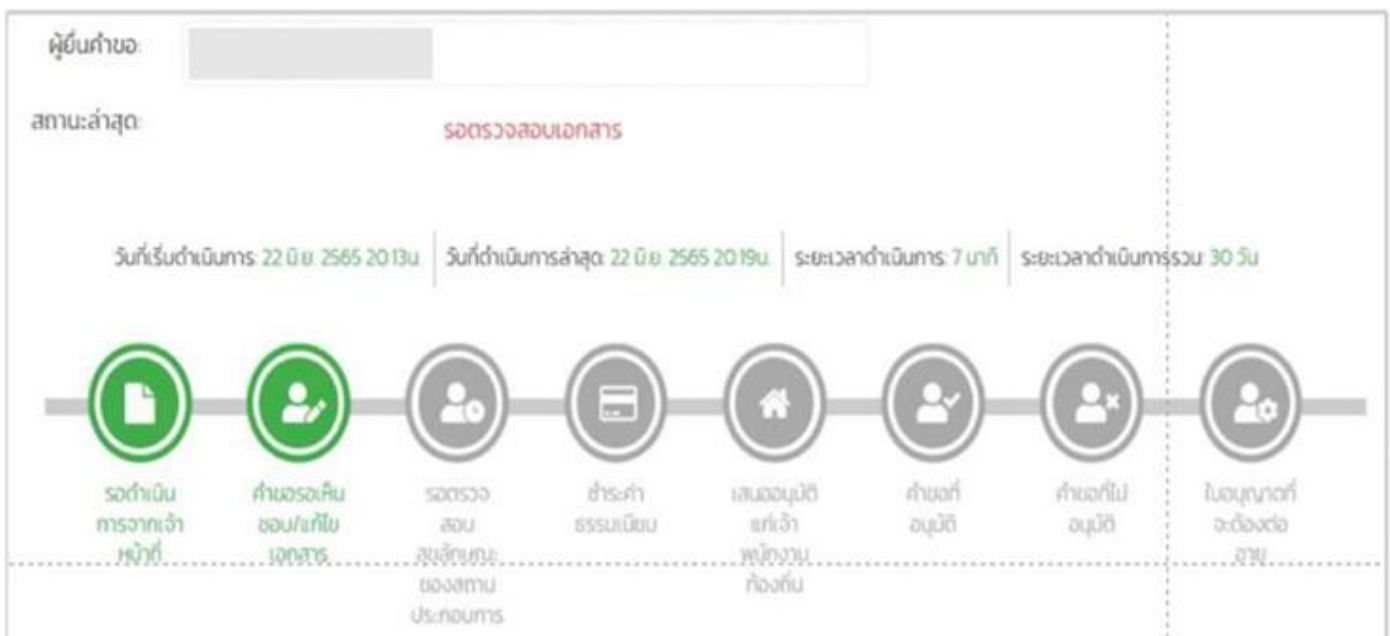 ผู้ยื่นคำขอ:
สถานะล่าสุด:
รอตรวจสอบเอกสาร
วันที่เริ่มดำเนินการ: 22 มิ.ย. 2565 20.13น. วันที่ดำเนินการล่าสุด: 22 มิ.ย. 2565 20.19น. ระยะเวลาดำเนินการ: 7 นาที ระยะเวลาดำเนินการรวม: 30 วัน
รอดำเนิน
การจากเจ้า
หน้าที่
คำขอรอเห็น
ชอบ/แก้ไข
เอกสาร
รอตรวจ
สอบ
สุขลักษณะ
ของสถาน
ประกอบการ
ชำระค่า
ธรรมเนียม
เสนออนุมัติ
แก่เจ้า
พนักงาน
ท้องถิ่น
คำขอที่
อนุมัติ
คำขอที่ไม่
อนุมัติ
ใบอนุญาตที่
จะต้องต่อ
อายุ